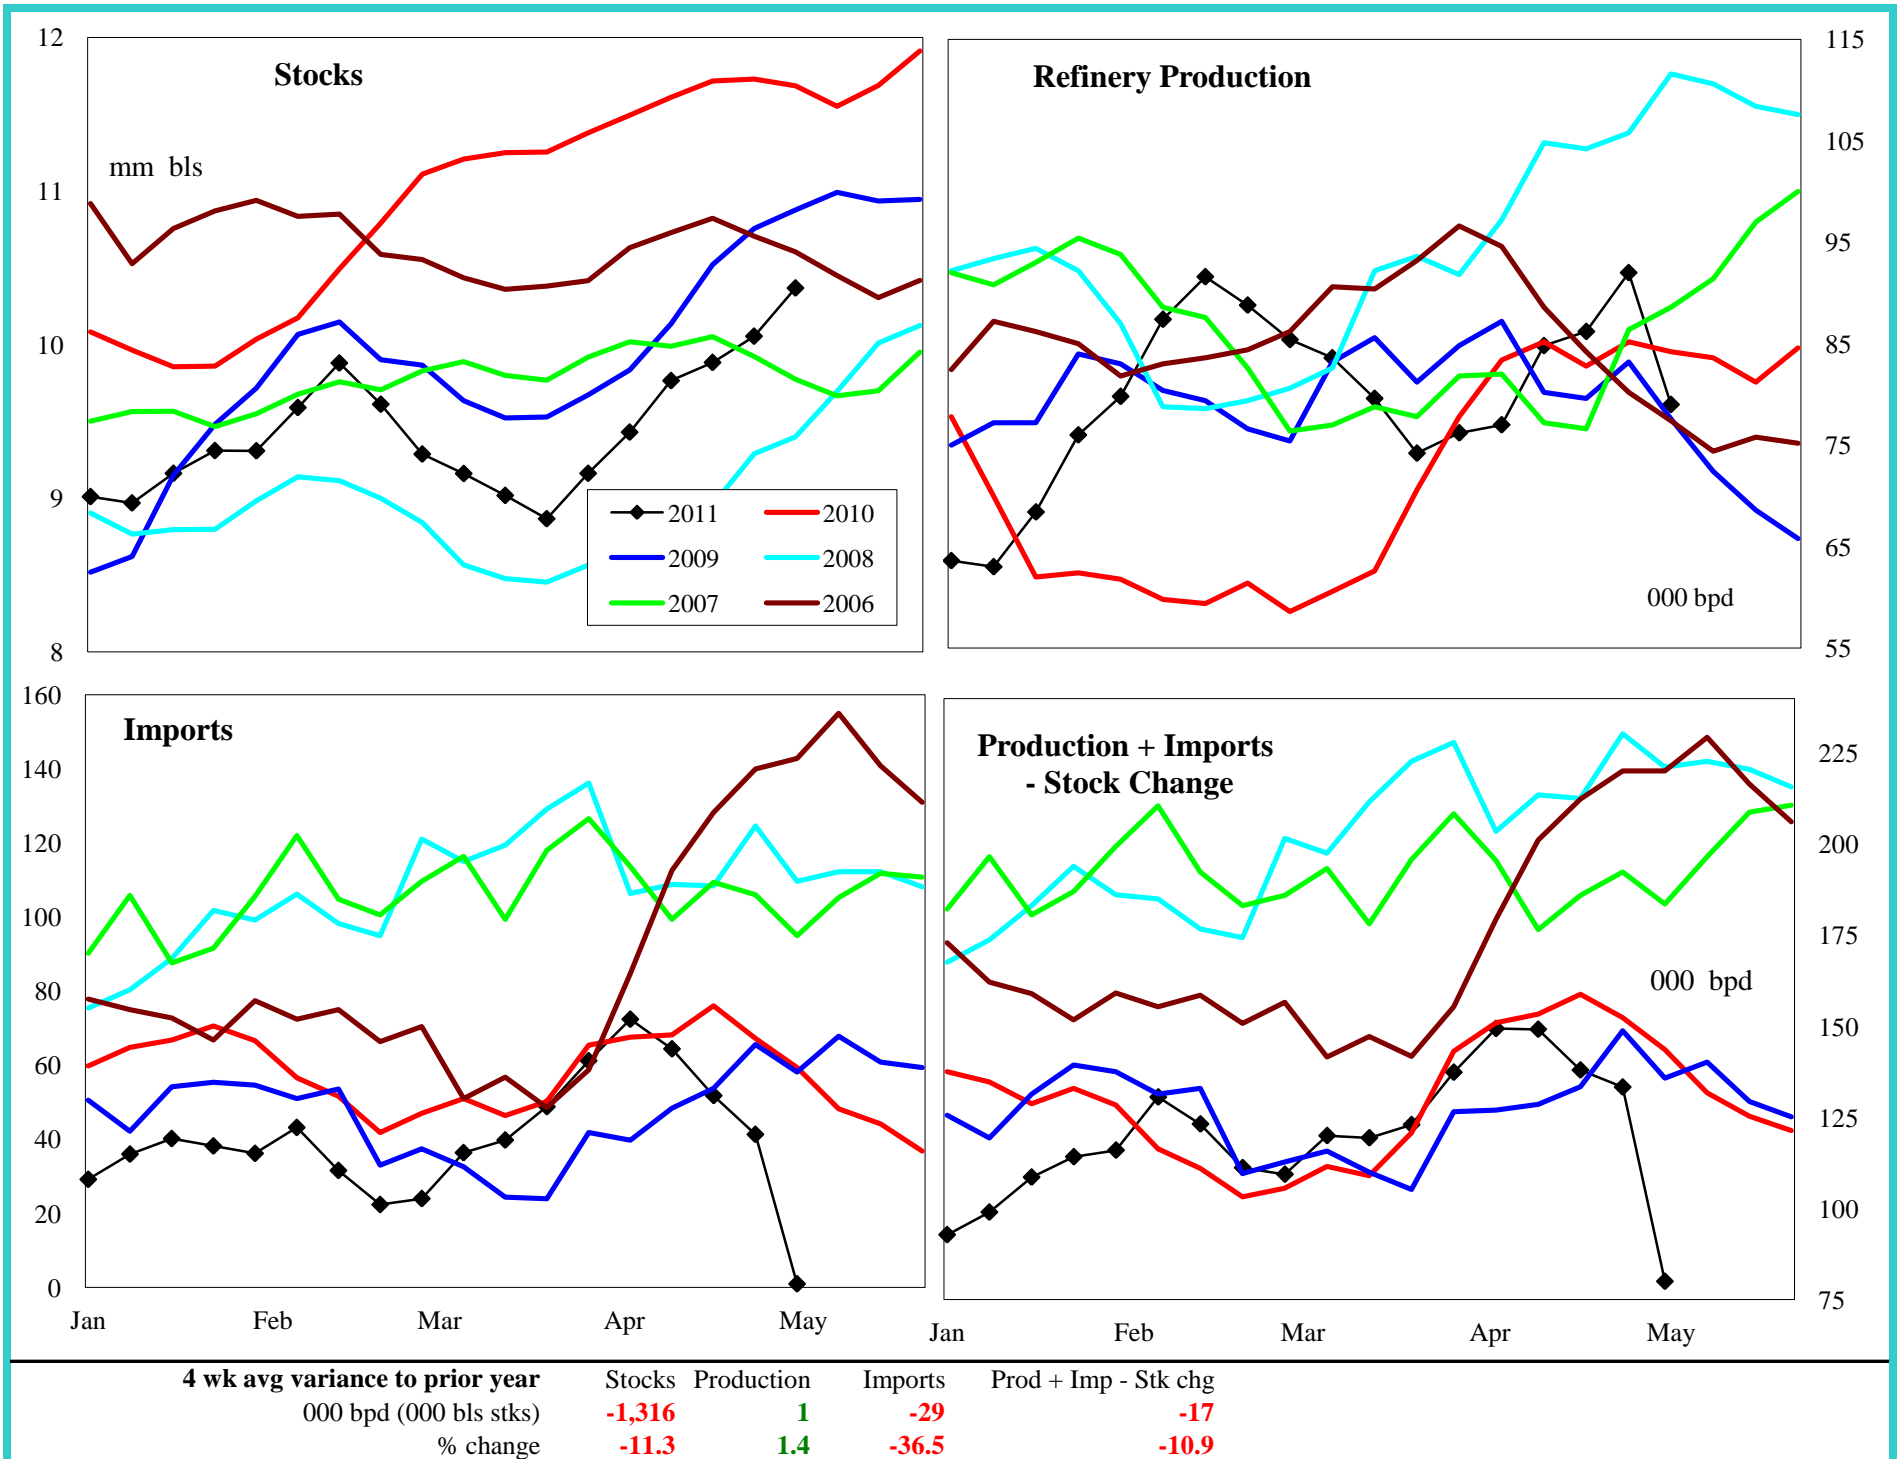 Stocks
mm bls
12
11
10
9
8
2011 2010
2009 2008
2007 2006
Refinery Production
000 bpd
115
105
95
85
75
65
55
Imports
160
140
120
100
80
60
40
20
0
Jan Feb Mar Apr May
Production + Imports
- Stock Change
000 bpd
225
200
175
150
125
100
75
Jan Feb Mar Apr May
4 wk avg variance to prior year Stocks Production Imports Prod + Imp - Stk chg
000 bpd (000 bls stks) -1,316 1 -29 -17
% change -11.3 1.4 -36.5 -10.9